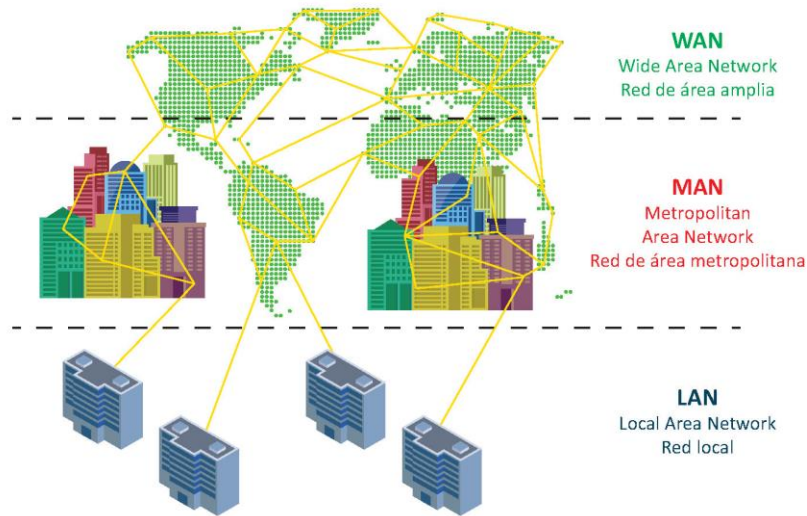 WAN
Wide Area Network
Red de área amplia
MAN
Metropolitan
Area Network
Red de área metropolitana
LAN
Local Area Network
Red local